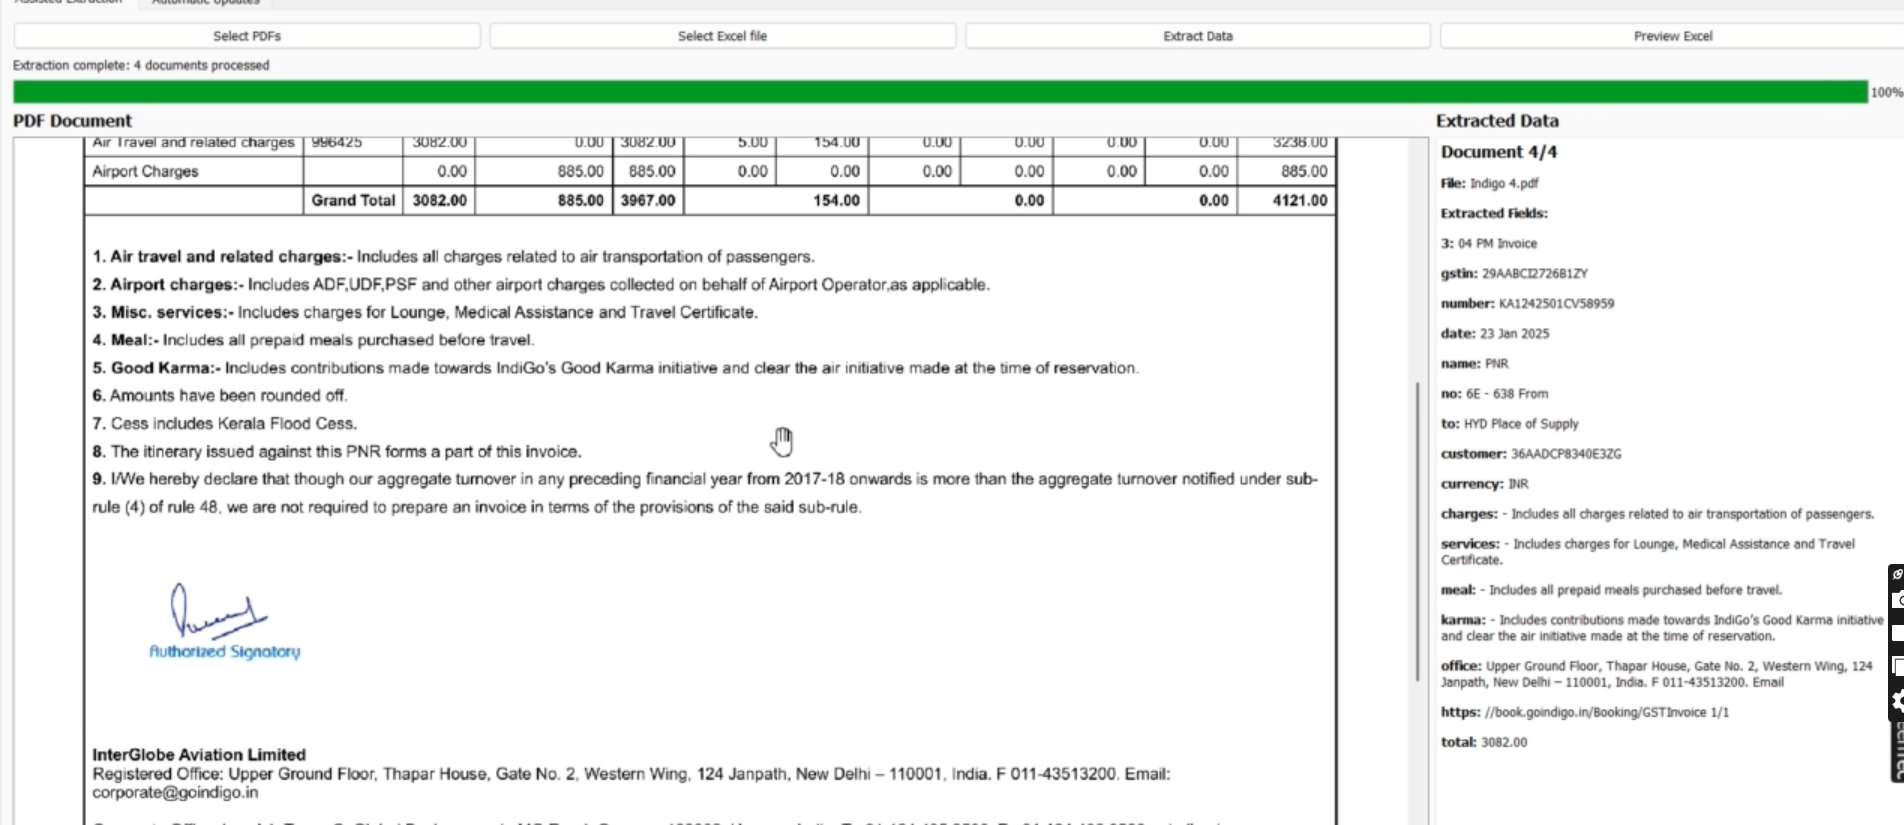 Assisted Extraction Automatic Updates
Select PDFs Select Excel file Extract Data Preview Excel
Extraction complete: 4 documents processed
100%
PDF Document
Air Travel and related charges 996425 3082.00 0.00 3082.00 5.00 154.00 0.00 0.00 0.00 0.00 3236.00
Airport Charges 0.00 885.00 885.00 0.00 0.00 0.00 0.00 0.00 0.00 885.00
Grand Total 3082.00 885.00 3967.00 154.00 0.00 0.00 4121.00
1. Air travel and related charges:- Includes all charges related to air transportation of passengers.
2. Airport charges:- Includes ADF,UDF,PSF and other airport charges collected on behalf of Airport Operator,as applicable.
3. Misc. services:- Includes charges for Lounge, Medical Assistance and Travel Certificate.
4. Meal:- Includes all prepaid meals purchased before travel.
5. Good Karma:- Includes contributions made towards IndiGo's Good Karma initiative and clear the air initiative made at the time of reservation.
6. Amounts have been rounded off.
7. Cess includes Kerala Flood Cess.
8. The itinerary issued against this PNR forms a part of this invoice.
9. I/We hereby declare that though our aggregate turnover in any preceding financial year from 2017-18 onwards is more than the aggregate turnover notified under sub-
rule (4) of rule 48, we are not required to prepare an invoice in terms of the provisions of the said sub-rule.
Authorized Signatory
InterGlobe Aviation Limited
Registered Office: Upper Ground Floor, Thapar House, Gate No. 2, Western Wing, 124 Janpath, New Delhi – 110001, India. F 011-43513200. Email:
corporate@goindigo.in
Extracted Data
Document 4/4
File: Indigo 4.pdf
Extracted Fields:
3: 04 PM Invoice
gstin: 29AABCI2726B1ZY
number: KA1242501CV58959
date: 23 Jan 2025
name: PNR
no: 6E - 638 From
to: HYD Place of Supply
customer: 36AADCP8340E3ZG
currency: INR
charges: - Includes all charges related to air transportation of passengers.
services: - Includes charges for Lounge, Medical Assistance and Travel
Certificate.
meal: - Includes all prepaid meals purchased before travel.
karma: - Includes contributions made towards IndiGo's Good Karma initiative
and clear the air initiative made at the time of reservation.
office: Upper Ground Floor, Thapar House, Gate No. 2, Western Wing, 124
Janpath, New Delhi – 110001, India. F 011-43513200. Email
https: //book.goindigo.in/Booking/GSTInvoice 1/1
total: 3082.00